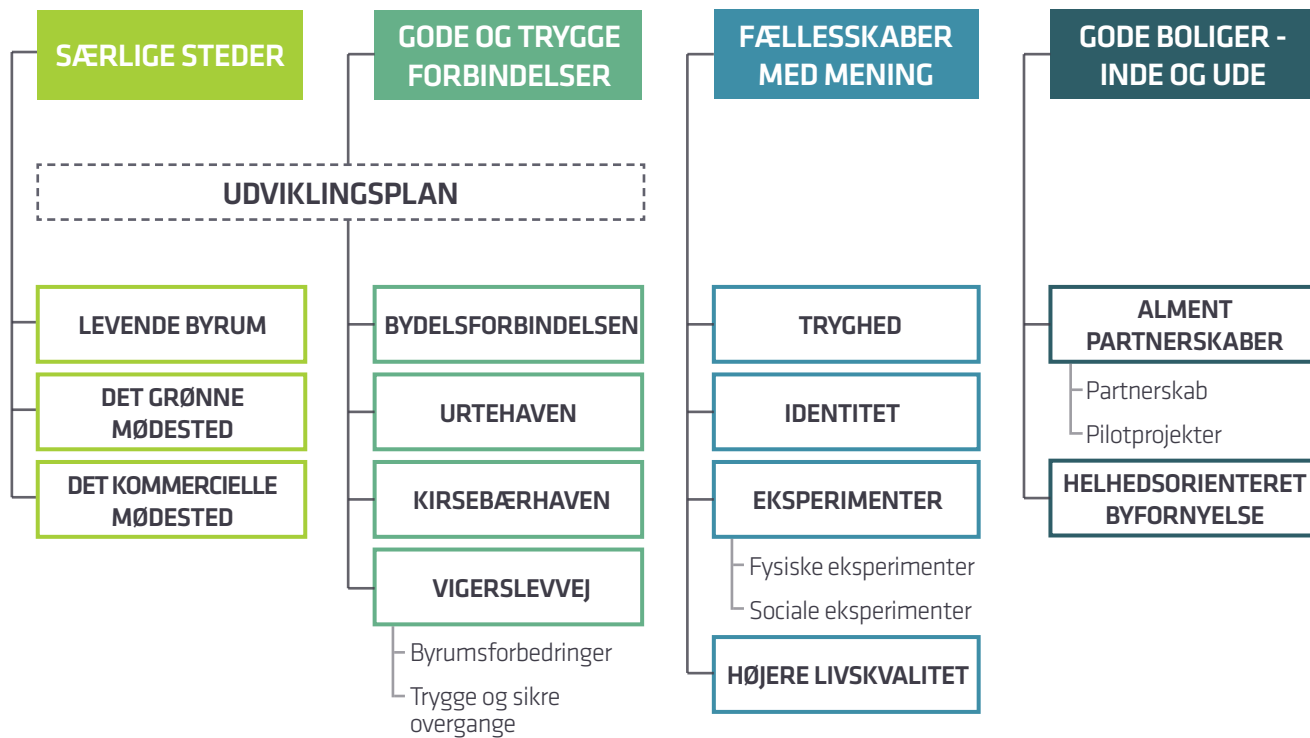 SÆRLIGE STEDER
GODE OG TRYGGE
FORBINDELSER
FÆLLESSKABER
MED MENING
GODE BOLIGER -
INDE OG UDE
UDVIKLINGSPLAN
LEVENDE BYRUM
DET GRØNNE
MØDESTED
DET KOMMERCIELLE
MØDESTED
BYDELSFORBINDELSEN
URTEHAVEN
KIRSEBÆRHAVEN
VIGERSLEVVEJ
Byrumsforbedringer
Trygge og sikre
overgange
TRYGHED
IDENTITET
EKSPERIMENTER
Fysiske eksperimenter
Sociale eksperimenter
HØJERE LIVSKVALITET
ALMENT
PARTNERSKABER
Partnerskab
Pilotprojekter
HELHEDSORIENTERET
BYFORNYELSE